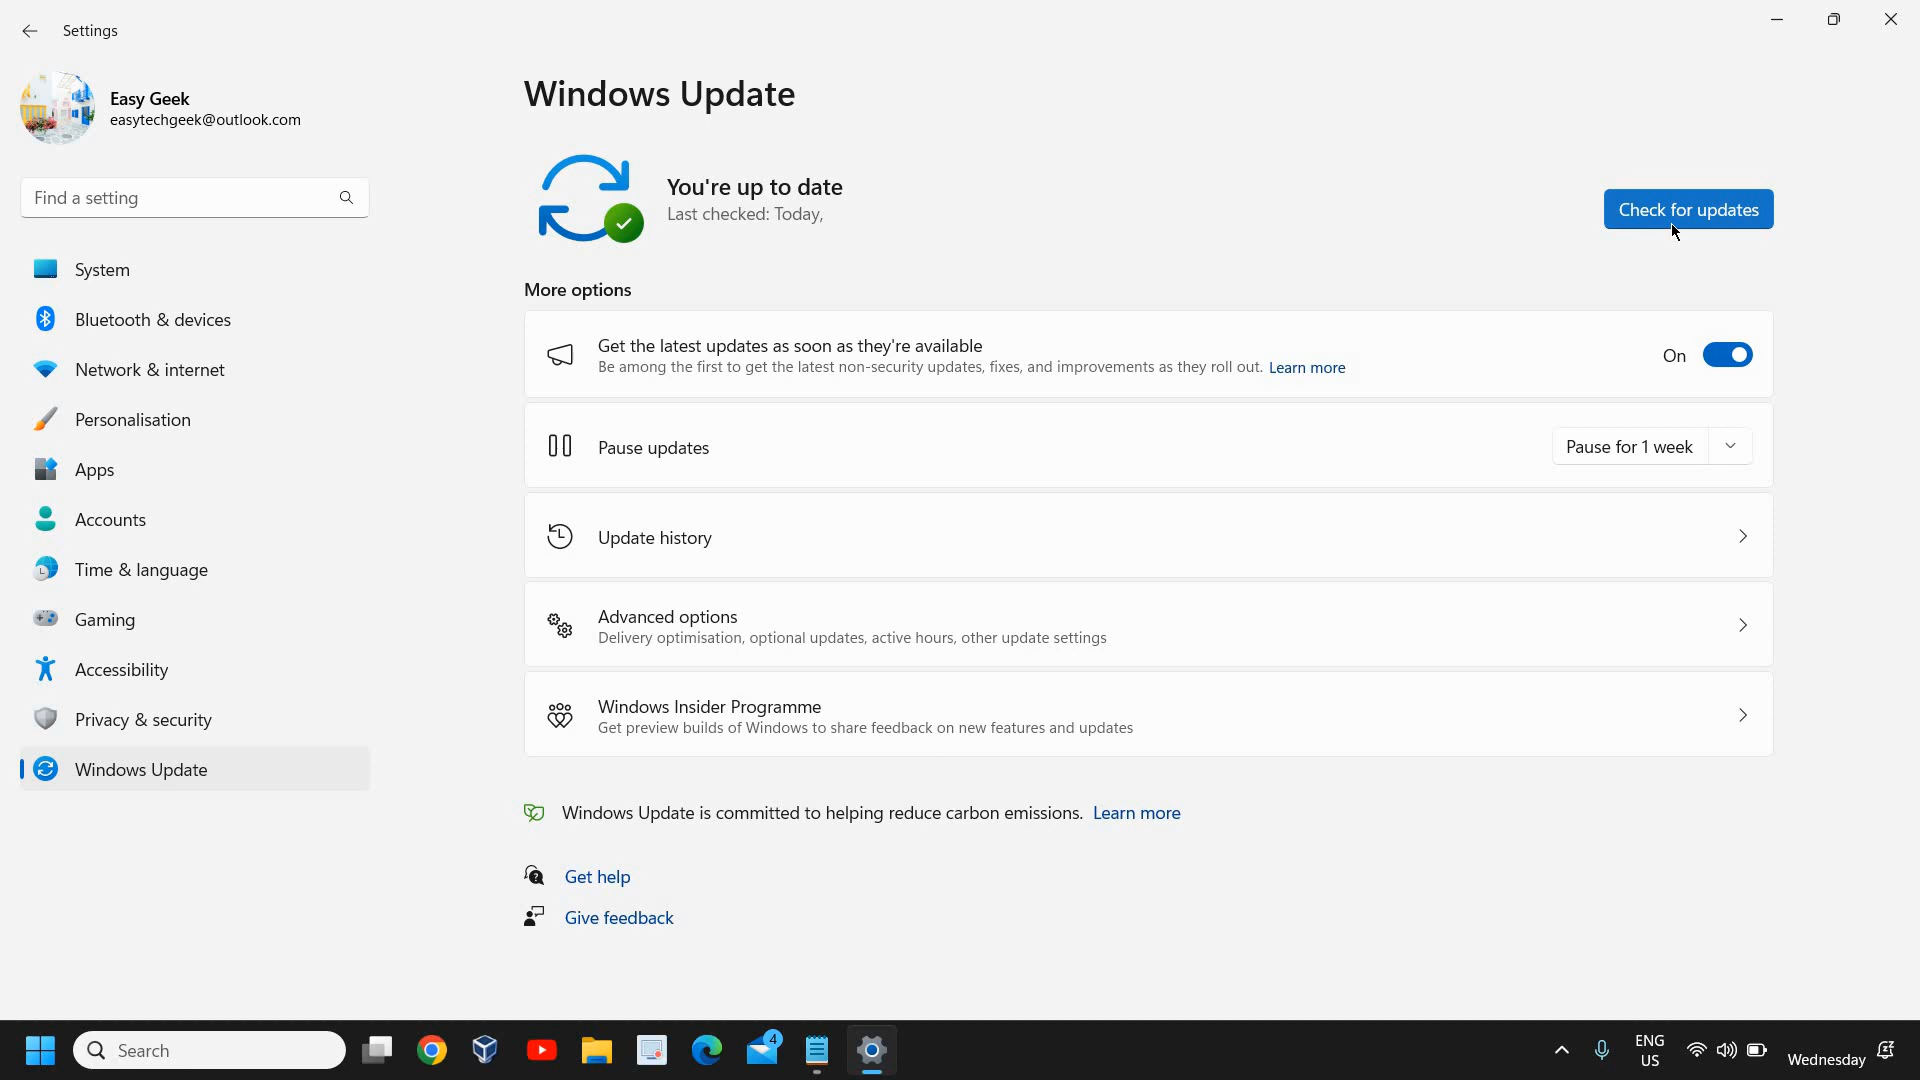 Settings
Easy Geek
easytechgeek@outlook.com
Find a setting
System
Bluetooth & devices
Network & internet
Personalisation
Apps
Accounts
Time & language
Gaming
Accessibility
Privacy & security
Windows Update
Windows Update
You're up to date
Last checked: Today,
Check for updates
More options
Get the latest updates as soon as they're available
Be among the first to get the latest non-security updates, fixes, and improvements as they roll out. Learn more
On
Pause updates
Pause for 1 week
Update history
Advanced options
Delivery optimisation, optional updates, active hours, other update settings
Windows Insider Programme
Get preview builds of Windows to share feedback on new features and updates
Windows Update is committed to helping reduce carbon emissions. Learn more
Get help
Give feedback
Search
4
ENG
US
Wednesday